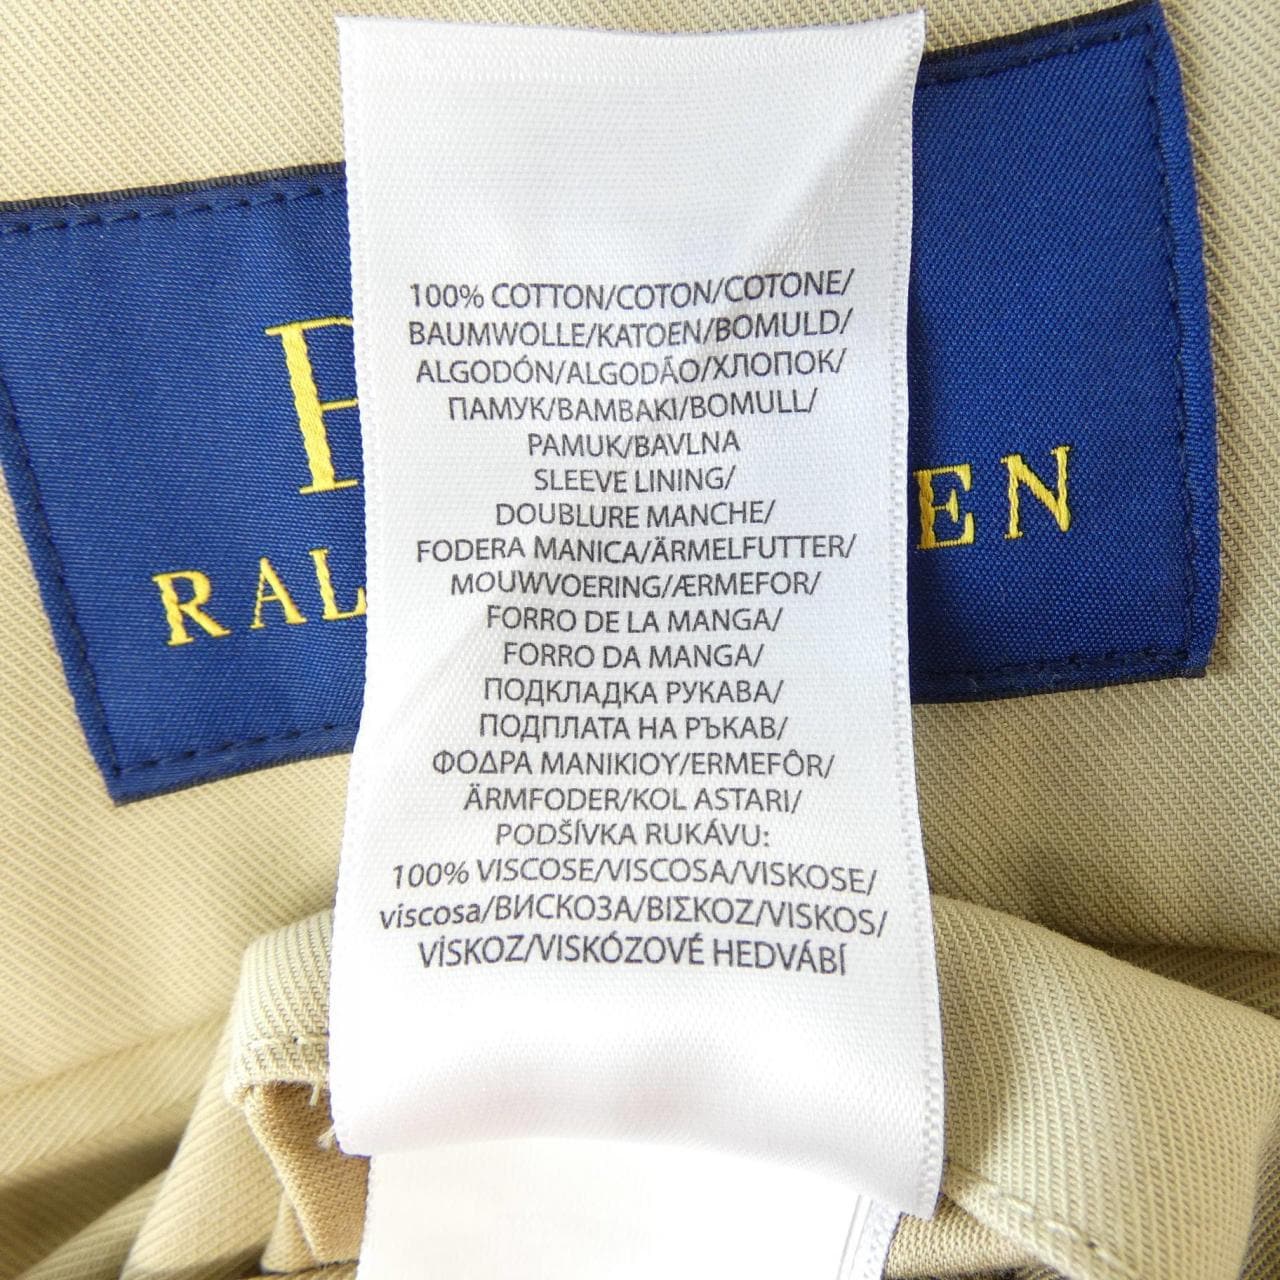 100% COTTON/COTON/COTONE/
BAUMWOLLE/KATOEN/BOMULD/
ALGODÓN/ALGODÃO/ХЛОПОК/
ПАМУК/ΒΑΜΒΑΚΙ/BOMULL/
PAMUK/BAVLNA
SLEEVE LINING/
DOUBLURE MANCHE/
FODERA MANICA/ÄRMELFUTTER/
MOUWVOERING/ÆRMEFOR/
FORRO DE LA MANGA/
FORRO DA MANGA/
ПОДКЛАДКА РУКАВА/
ПОДПЛАТА НА РЪКАВ/
ΦΟΔΡΑ ΜΑΝΙΚΙΟΥ/ERMEFÔR/
ÄRMFODER/KOL ASTARI/
PODŠÍVKA RUKÁVU:
100% VISCOSE/VISCOSA/VISKOSE/
viscosa/ВИСКОЗА/ΒΙΣΚΟΖ/VISKOS/
VİSKOZ/VISKÓZOVÉ HEDVÁBÍ
RAL
EN